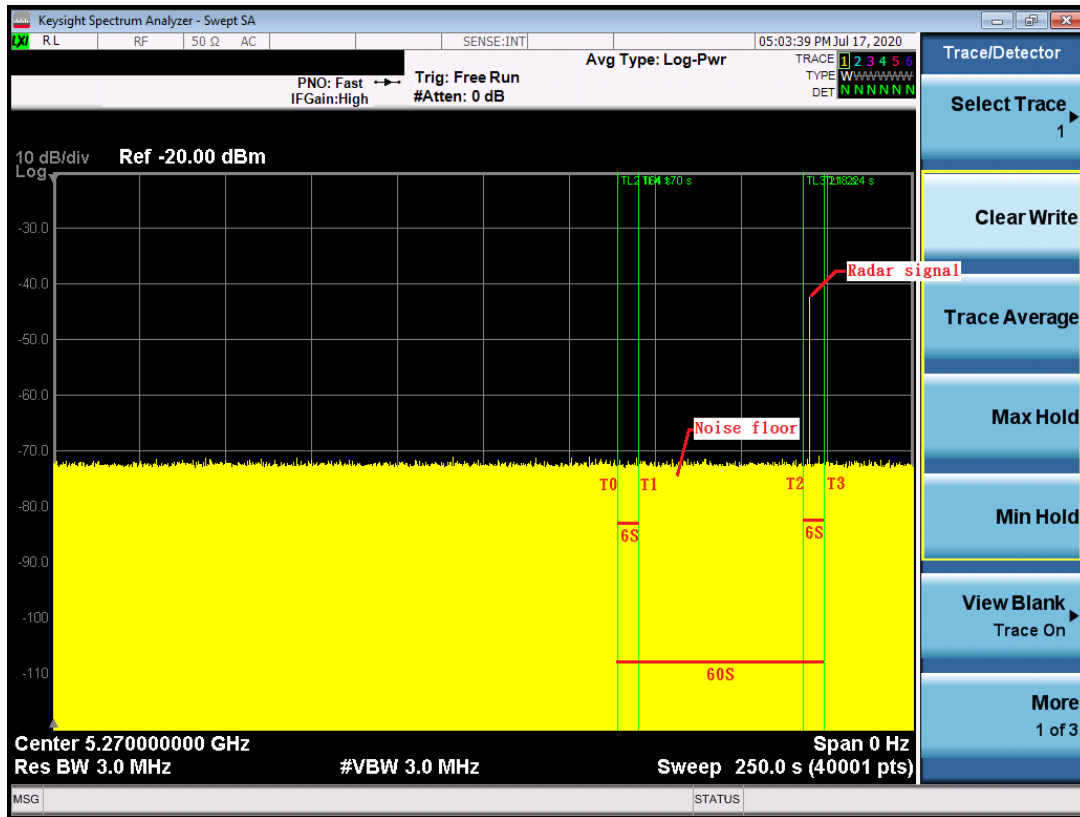 Keysight Spectrum Analyzer - Swept SA
LXI RL RF 50 Ω AC SENSE:INT 05:03:39 PM Jul 17, 2020
Trace/Detector
PNO: Fast
IFGain:High
Trig: Free Run
#Atten: 0 dB
Avg Type: Log-Pwr
TRACE 1 2 3 4 5 6
TYPE WWWWWW
DET N N N N N N
Select Trace
1
10 dB/div Ref -20.00 dBm
Log
Clear Write
-30.0
Radar signal
-40.0
Trace Average
-50.0
-60.0
Max Hold
Noise floor
-70.0
T0 T1 T2 T3
-80.0
Min Hold
6S 6S
-90.0
View Blank
Trace On
-100
-110
60S
More
1 of 3
Center 5.270000000 GHz Span 0 Hz
Res BW 3.0 MHz #VBW 3.0 MHz Sweep 250.0 s (40001 pts)
MSG STATUS